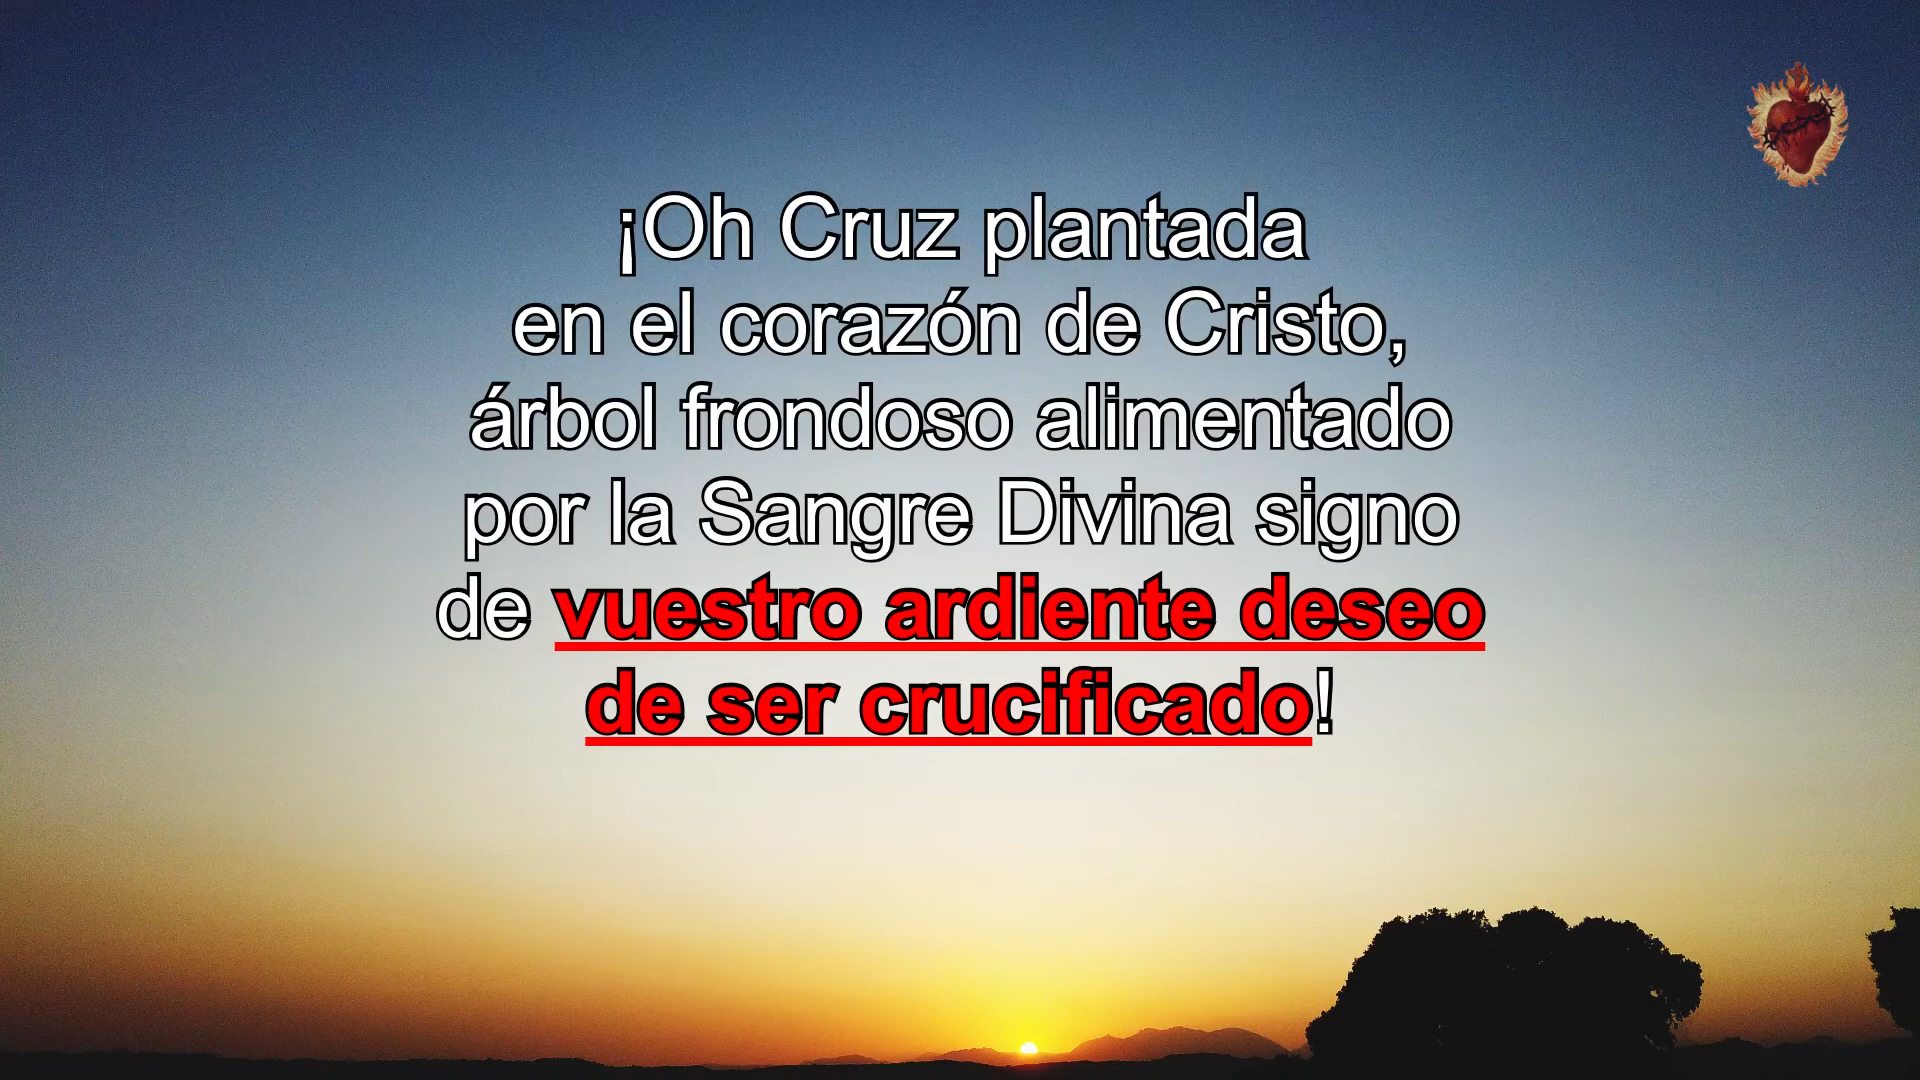 ¡Oh Cruz plantada
en el corazón de Cristo,
árbol frondoso alimentado
por la Sangre Divina signo
de vuestro ardiente deseo
de ser crucificado!